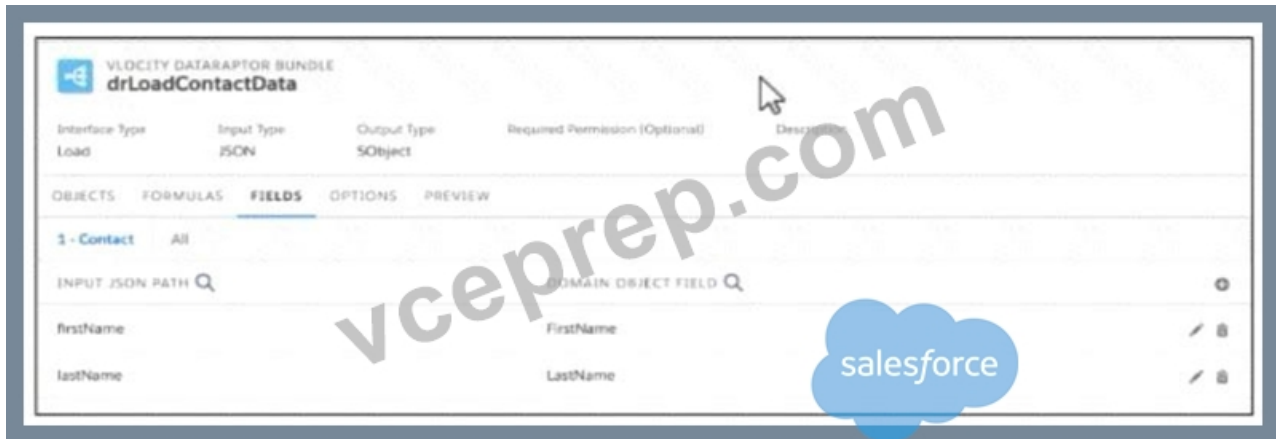 VLOCITY DATARAPTOR BUNDLE
drLoadContactData
Interface Type Input Type Output Type Required Permission (Optional) Description
Load JSON SObject
OBJECTS FORMULAS FIELDS OPTIONS PREVIEW
1 - Contact All
INPUT JSON PATH DOMAIN OBJECT FIELD
firstName FirstName
lastName LastName
vceprep.com
salesforce